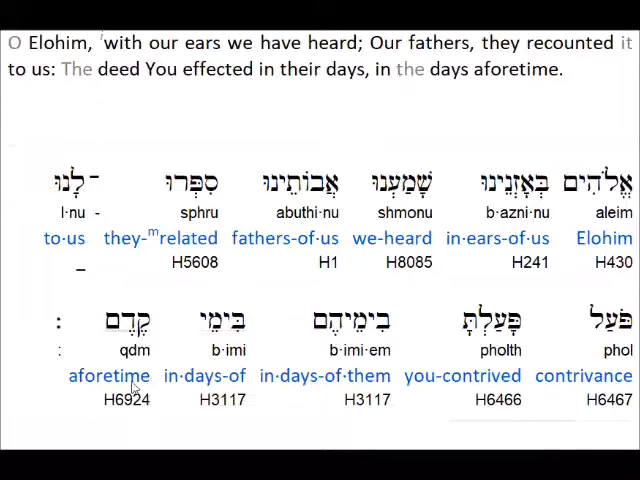 O Elohim, iwith our ears we have heard; Our fathers, they recounted it
to us: The deed You effected in their days, in the days aforetime.
אֱלֹהִים בְּאָזְנֵינוּ שָׁמַעְנוּ אֲבוֹתֵינוּ סִפְּרוּ ־ לָנוּ
l·nu - sphru abuthi·nu shmonu b·azni·nu aleim
to·us they-mrelated fathers-of·us we-heard in·ears-of·us Elohim
– H5608 H1 H8085 H241 H430
פֹּעַל פָּעַלְתָּ בִימֵיהֶם בִּימֵי קֶדֶם :
: qdm b·imi b·imi·em pholth phol
aforetime in·days-of in·days-of·them you-contrived contrivance
H6924 H3117 H3117 H6466 H6467